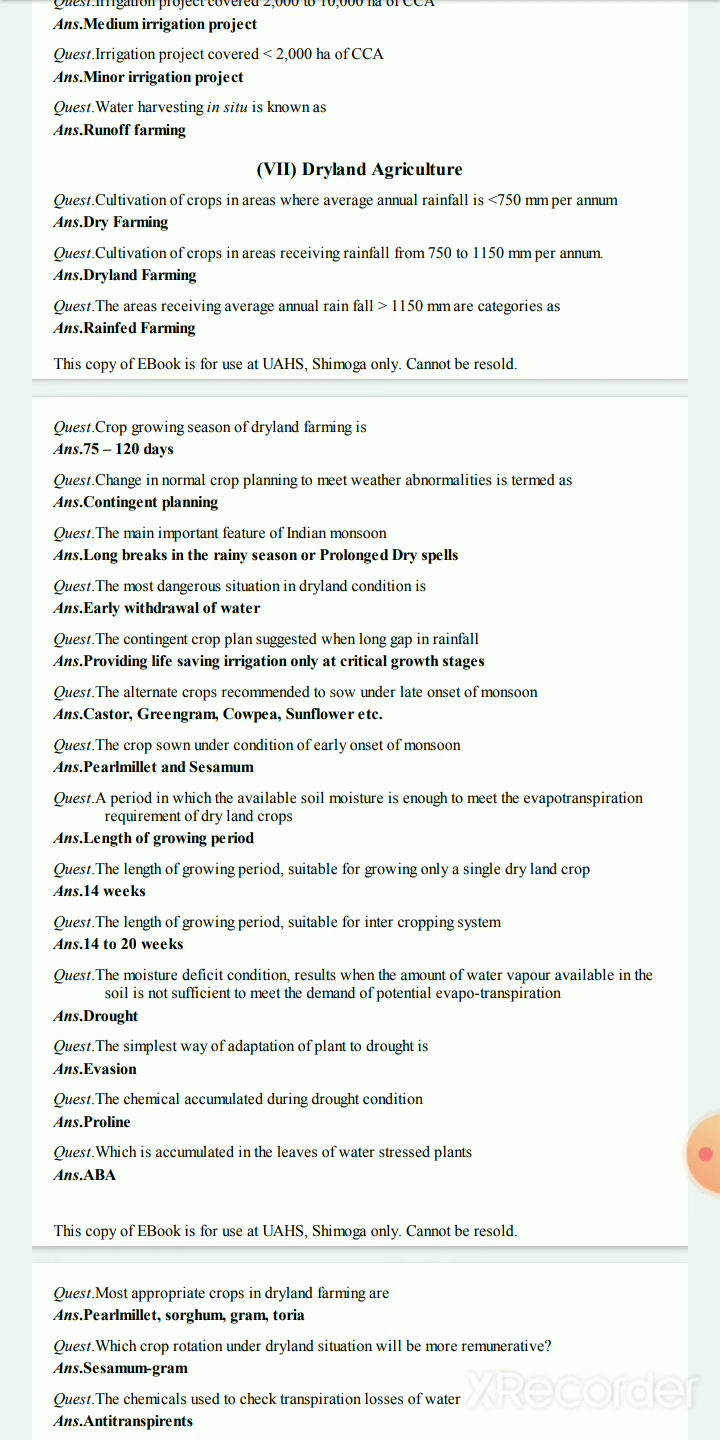 Quest.Irrigation project covered 2,000 to 10,000 ha of CCA
Ans.Medium irrigation project
Quest.Irrigation project covered < 2,000 ha of CCA
Ans.Minor irrigation project
Quest.Water harvesting in situ is known as
Ans.Runoff farming
(VII) Dryland Agriculture
Quest.Cultivation of crops in areas where average annual rainfall is <750 mm per annum
Ans.Dry Farming
Quest.Cultivation of crops in areas receiving rainfall from 750 to 1150 mm per annum.
Ans.Dryland Farming
Quest.The areas receiving average annual rain fall > 1150 mm are categories as
Ans.Rainfed Farming
This copy of EBook is for use at UAHS, Shimoga only. Cannot be resold.
Quest.Crop growing season of dryland farming is
Ans.75 – 120 days
Quest.Change in normal crop planning to meet weather abnormalities is termed as
Ans.Contingent planning
Quest.The main important feature of Indian monsoon
Ans.Long breaks in the rainy season or Prolonged Dry spells
Quest.The most dangerous situation in dryland condition is
Ans.Early withdrawal of water
Quest.The contingent crop plan suggested when long gap in rainfall
Ans.Providing life saving irrigation only at critical growth stages
Quest.The alternate crops recommended to sow under late onset of monsoon
Ans.Castor, Greengram, Cowpea, Sunflower etc.
Quest.The crop sown under condition of early onset of monsoon
Ans.Pearlmillet and Sesamum
Quest.A period in which the available soil moisture is enough to meet the evapotranspiration
requirement of dry land crops
Ans.Length of growing period
Quest.The length of growing period, suitable for growing only a single dry land crop
Ans.14 weeks
Quest.The length of growing period, suitable for inter cropping system
Ans.14 to 20 weeks
Quest.The moisture deficit condition, results when the amount of water vapour available in the
soil is not sufficient to meet the demand of potential evapo-transpiration
Ans.Drought
Quest.The simplest way of adaptation of plant to drought is
Ans.Evasion
Quest.The chemical accumulated during drought condition
Ans.Proline
Quest.Which is accumulated in the leaves of water stressed plants
Ans.ABA
This copy of EBook is for use at UAHS, Shimoga only. Cannot be resold.
Quest.Most appropriate crops in dryland farming are
Ans.Pearlmillet, sorghum, gram, toria
Quest.Which crop rotation under dryland situation will be more remunerative?
Ans.Sesamum-gram
Quest.The chemicals used to check transpiration losses of water
XRecorder
Ans.Antitranspirents